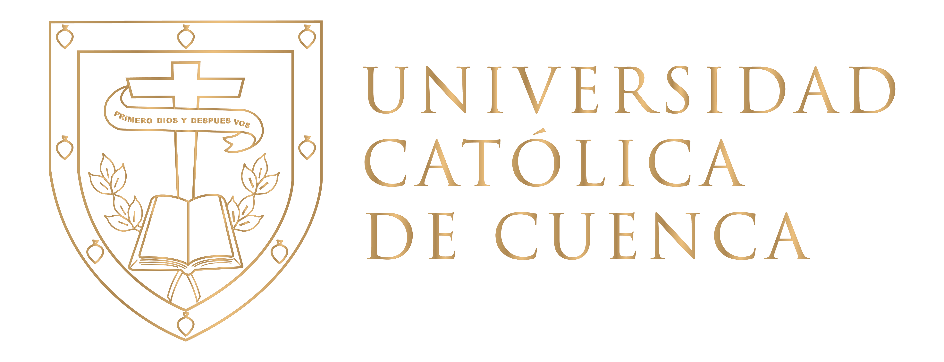 PRIMERO DIOS Y DESPUES VOS
UNIVERSIDAD
CATÓLICA
DE CUENCA